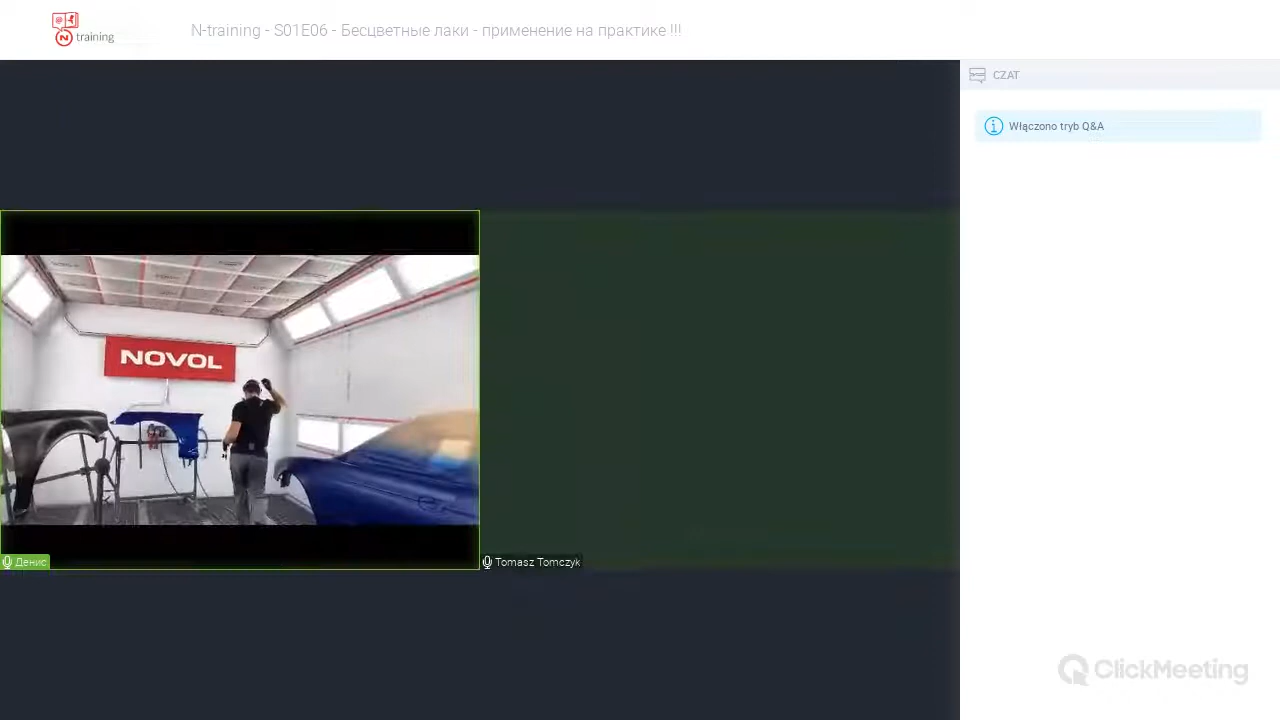 training
N-training - S01E06 - Бесцветные лаки - применение на практике !!!
CZAT
Włączono tryb Q&A
NOVOL
Денис
Tomasz Tomczyk
ClickMeeting